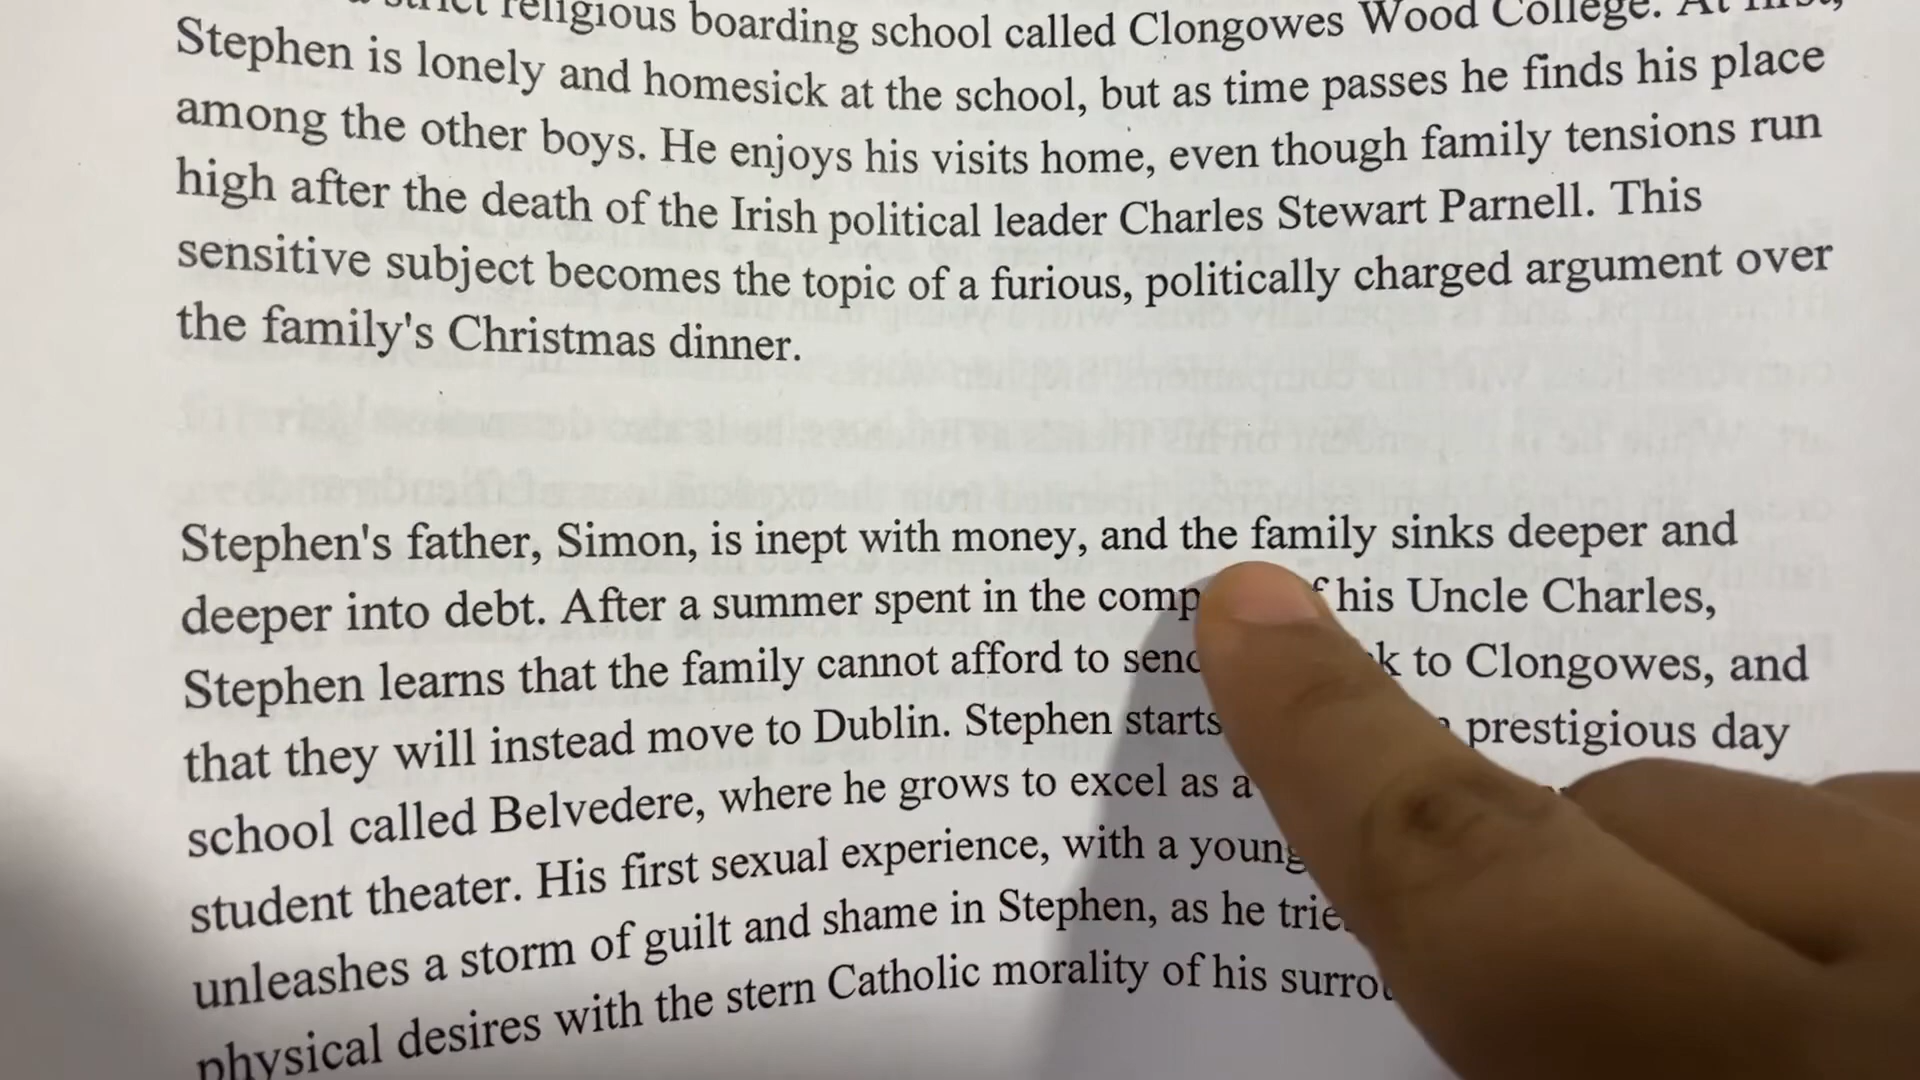 religious boarding school called Clongowes Wood College. At
Stephen is lonely and homesick at the school, but as time passes he finds his place
among the other boys. He enjoys his visits home, even though family tensions run
high after the death of the Irish political leader Charles Stewart Parnell. This
sensitive subject becomes the topic of a furious, politically charged argument over
the family's Christmas dinner.
Stephen's father, Simon, is inept with money, and the family sinks deeper and
deeper into debt. After a summer spent in the his Uncle Charles,
Stephen learns that the family cannot afford to to Clongowes, and
that they will instead move to Dublin. Stephen starts prestigious day
school called Belvedere, where he grows to excel as a
student theater. His first sexual experience, with a young
unleashes a storm of guilt and shame in Stephen, as he
physical desires with the stern Catholic morality of his